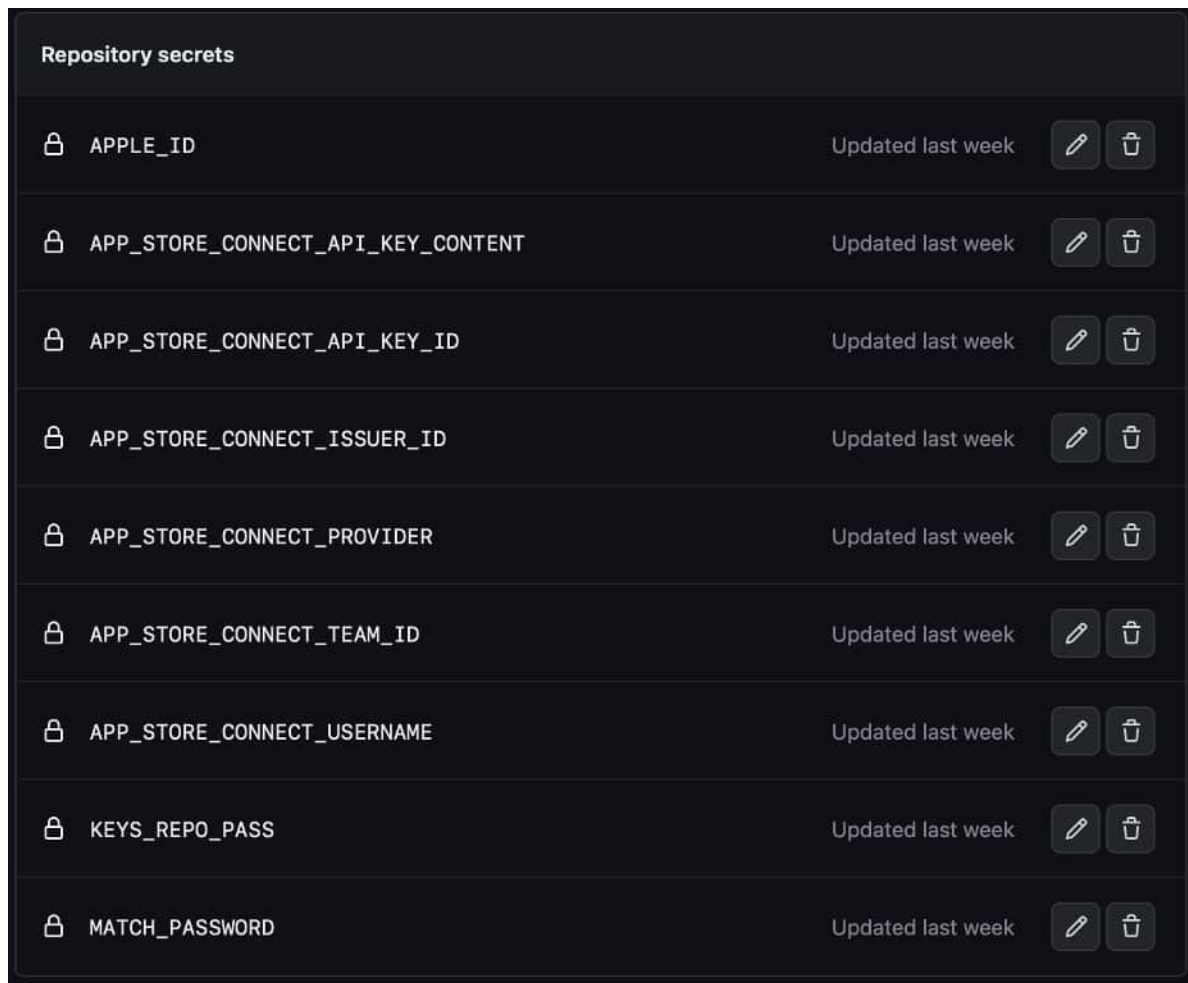 Repository secrets
APPLE_ID Updated last week
APP_STORE_CONNECT_API_KEY_CONTENT Updated last week
APP_STORE_CONNECT_API_KEY_ID Updated last week
APP_STORE_CONNECT_ISSUER_ID Updated last week
APP_STORE_CONNECT_PROVIDER Updated last week
APP_STORE_CONNECT_TEAM_ID Updated last week
APP_STORE_CONNECT_USERNAME Updated last week
KEYS_REPO_PASS Updated last week
MATCH_PASSWORD Updated last week